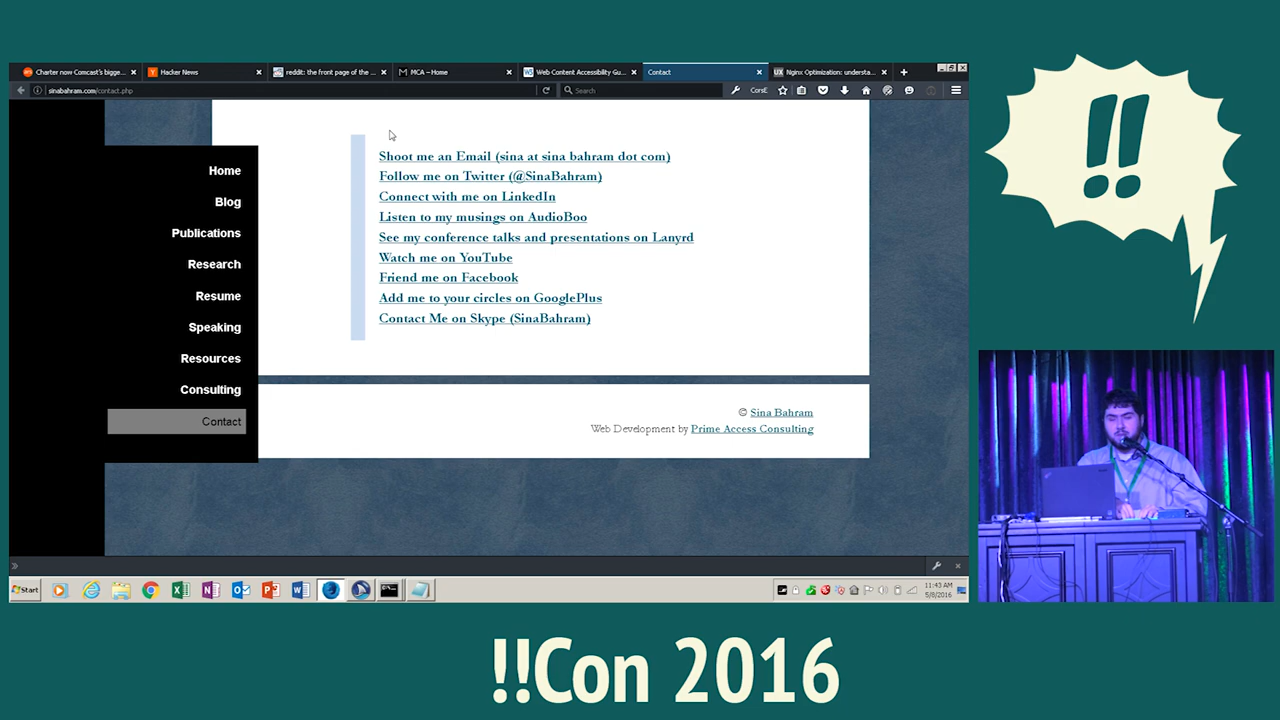 Charter now Comcast's bigge...
Hacker News
reddit: the front page of the ...
MCA – Home
Web Content Accessibility Gu...
Contact
Nginx Optimization: understa...
sinabahram.com/contact.php
Search
CorsE
!!
Home
Blog
Publications
Research
Resume
Speaking
Resources
Consulting
Contact
Shoot me an Email (sina at sina bahram dot com)
Follow me on Twitter (@SinaBahram)
Connect with me on LinkedIn
Listen to my musings on AudioBoo
See my conference talks and presentations on Lanyrd
Watch me on YouTube
Friend me on Facebook
Add me to your circles on GooglePlus
Contact Me on Skype (SinaBahram)
© Sina Bahram
Web Development by Prime Access Consulting
Start
11:43 AM
5/8/2016
!!Con 2016